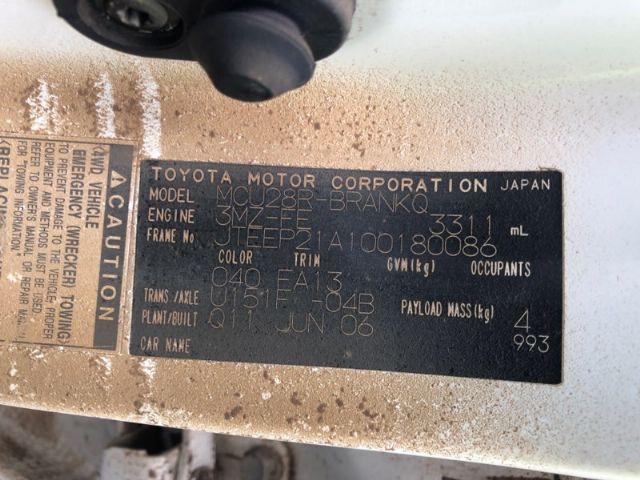 TOYOTA MOTOR CORPORATION JAPAN
MODEL MCU28R-BRANKQ
ENGINE 3MZ-FE 3311 mL
FRAME No JTEEP21A100180086
COLOR TRIM GVM(kg) OCCUPANTS
040 EA13
TRANS/AXLE U151F -04B PAYLOAD MASS(kg) 4
PLANT/BUILT Q11 JUN 06 993
CAR NAME
CAUTION
4WD VEHICLE
EMERGENCY (WRECKER) TOWING
TO PREVENT DAMAGE TO THE VEHICLE, PROPER
EQUIPMENT AND METHODS MUST BE USED.
REFER TO OWNER'S MANUAL OR REPAIR
FOR TOWING INFORMATION